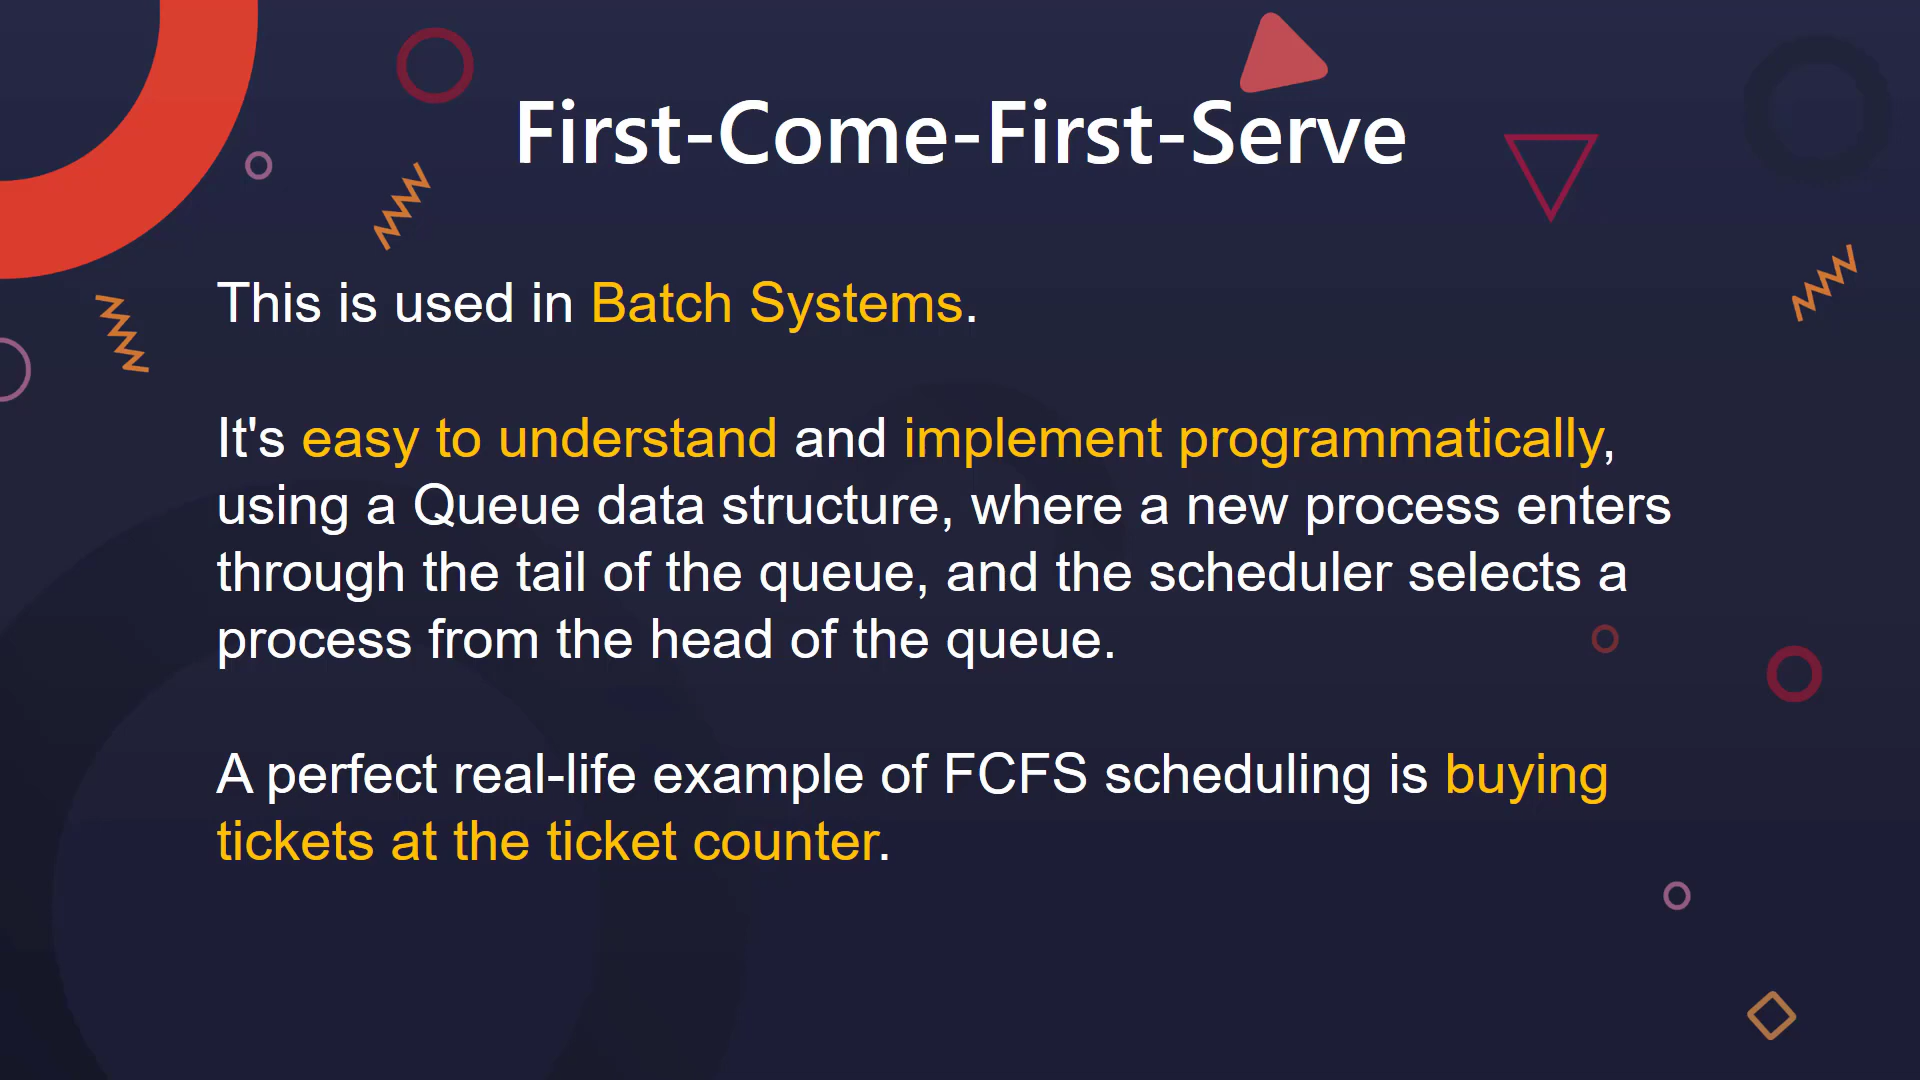 First-Come-First-Serve
This is used in Batch Systems.
It's easy to understand and implement programmatically,
using a Queue data structure, where a new process enters
through the tail of the queue, and the scheduler selects a
process from the head of the queue.
A perfect real-life example of FCFS scheduling is buying
tickets at the ticket counter.